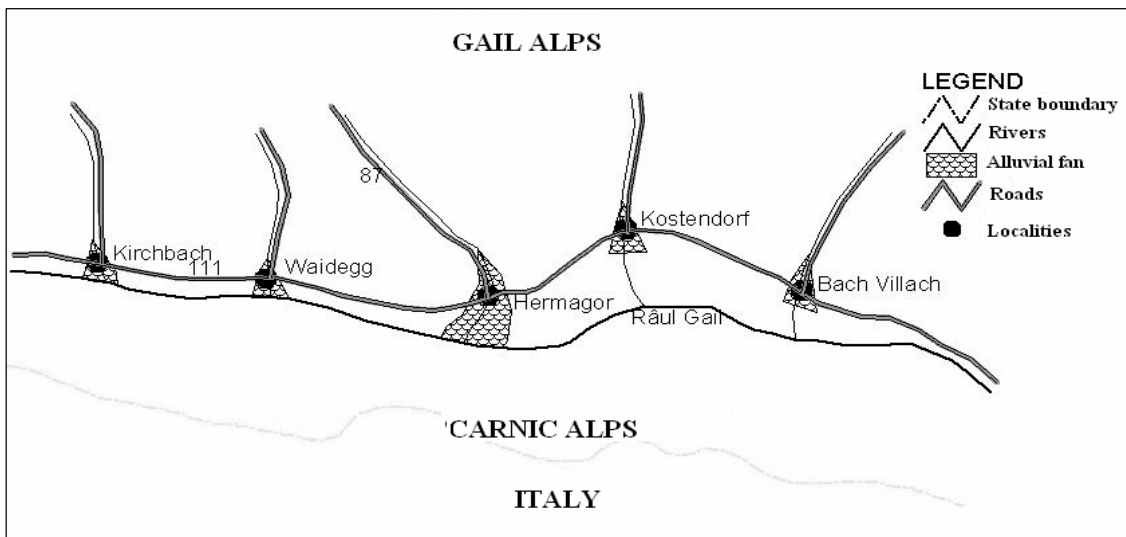 GAIL ALPS
LEGEND
State boundary
Rivers
Alluvial fan
Roads
Localities
87
Kostendorf
Kirchbach
111
Waidegg
Hermagor
Bach Villach
Râul Gail
CARNIC ALPS
ITALY